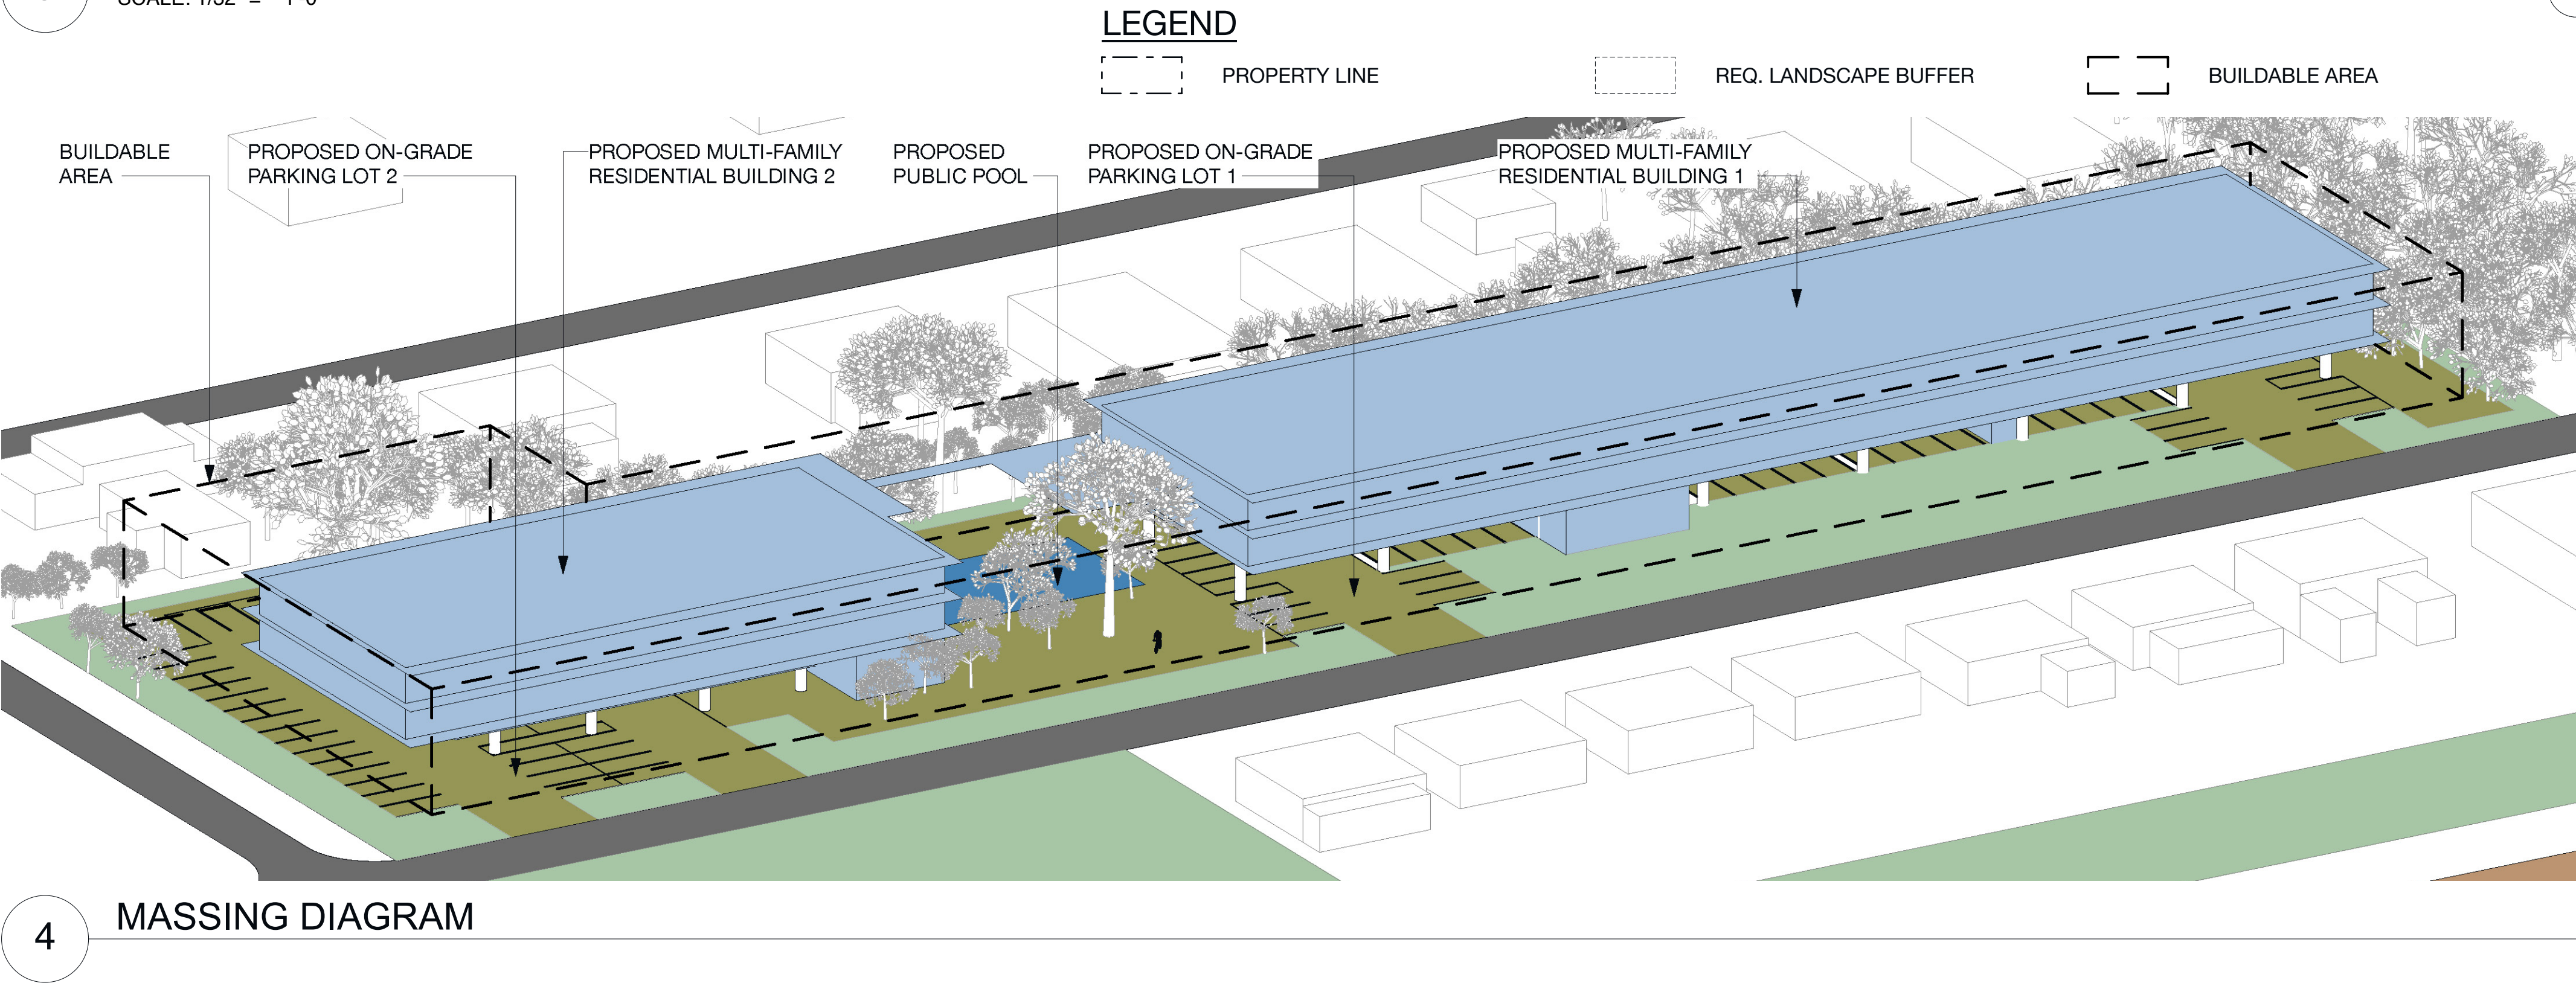 LEGEND
PROPERTY LINE
REQ. LANDSCAPE BUFFER
BUILDABLE AREA
BUILDABLE
AREA
PROPOSED ON-GRADE
PARKING LOT 2
PROPOSED MULTI-FAMILY
RESIDENTIAL BUILDING 2
PROPOSED
PUBLIC POOL
PROPOSED ON-GRADE
PARKING LOT 1
PROPOSED MULTI-FAMILY
RESIDENTIAL BUILDING 1
4
MASSING DIAGRAM